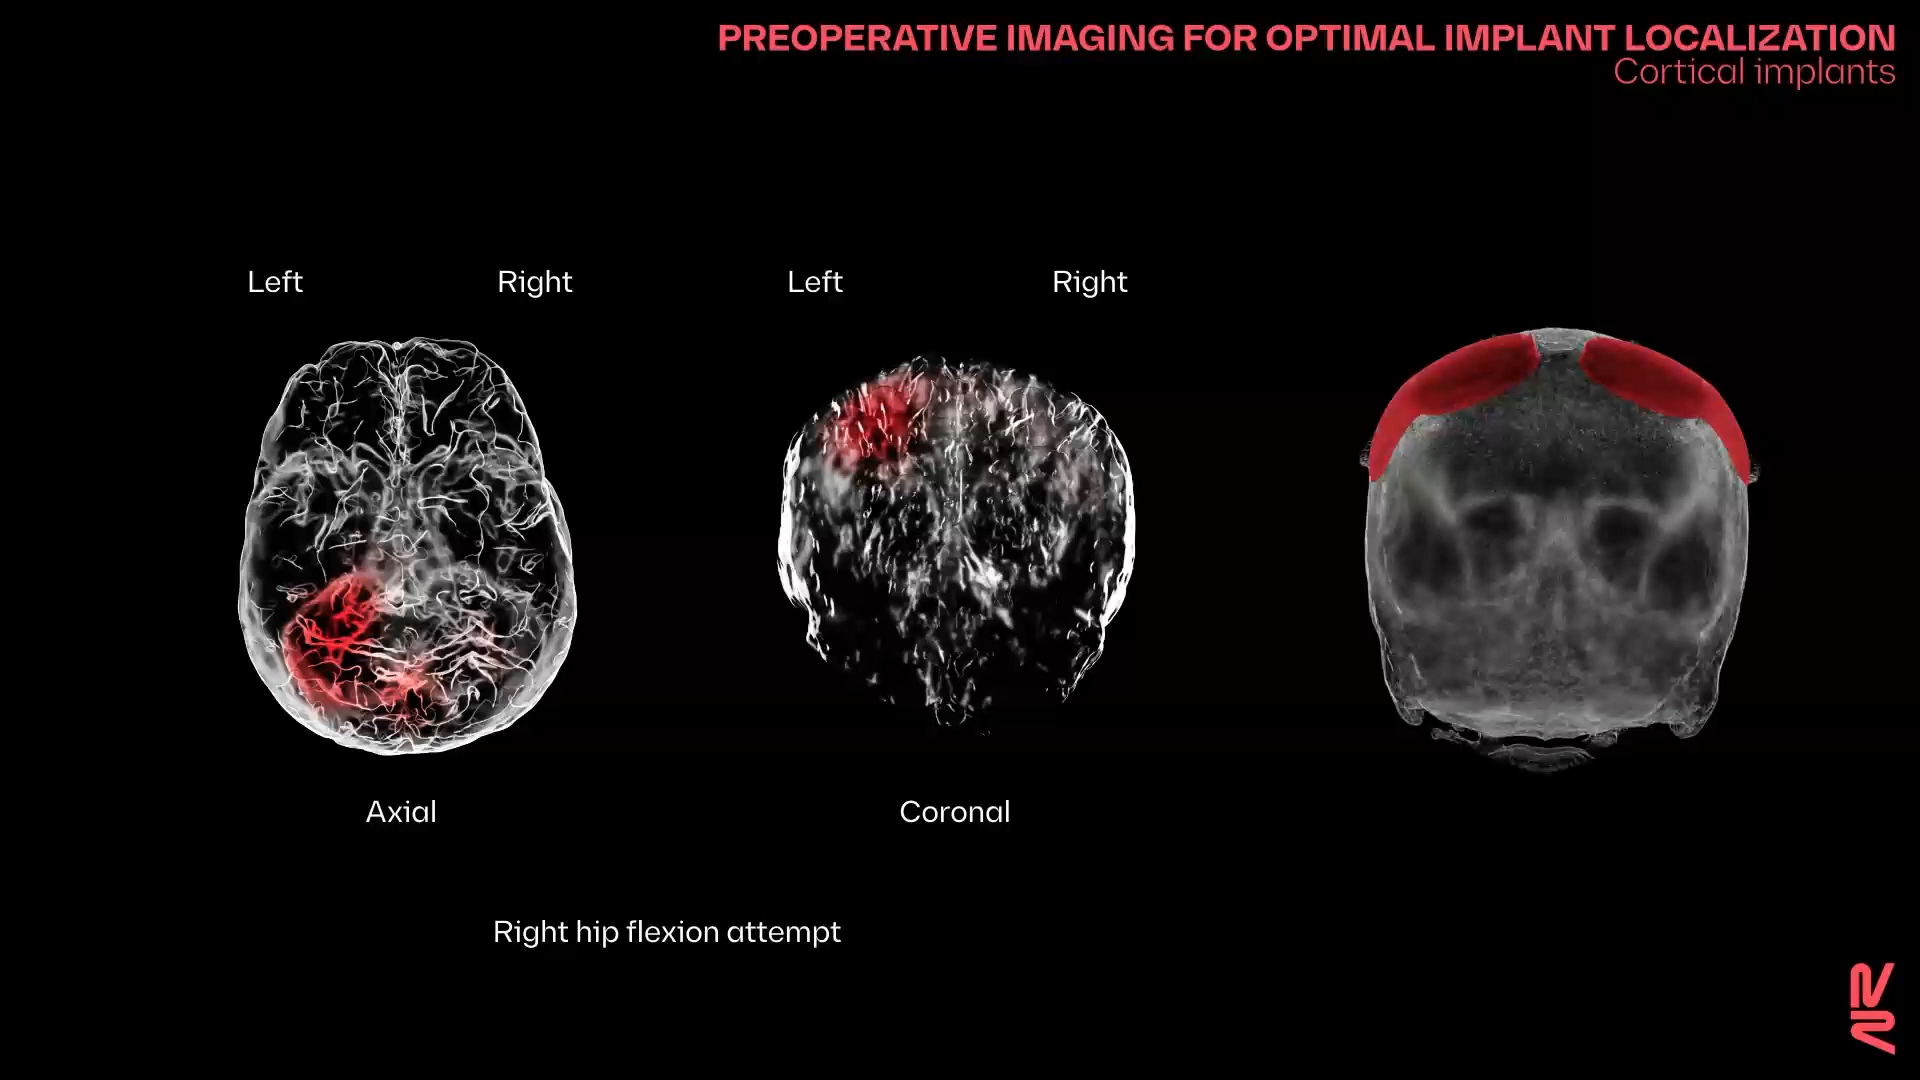 PREOPERATIVE IMAGING FOR OPTIMAL IMPLANT LOCALIZATION
Cortical implants
Left Right Left Right
Axial Coronal
Right hip flexion attempt